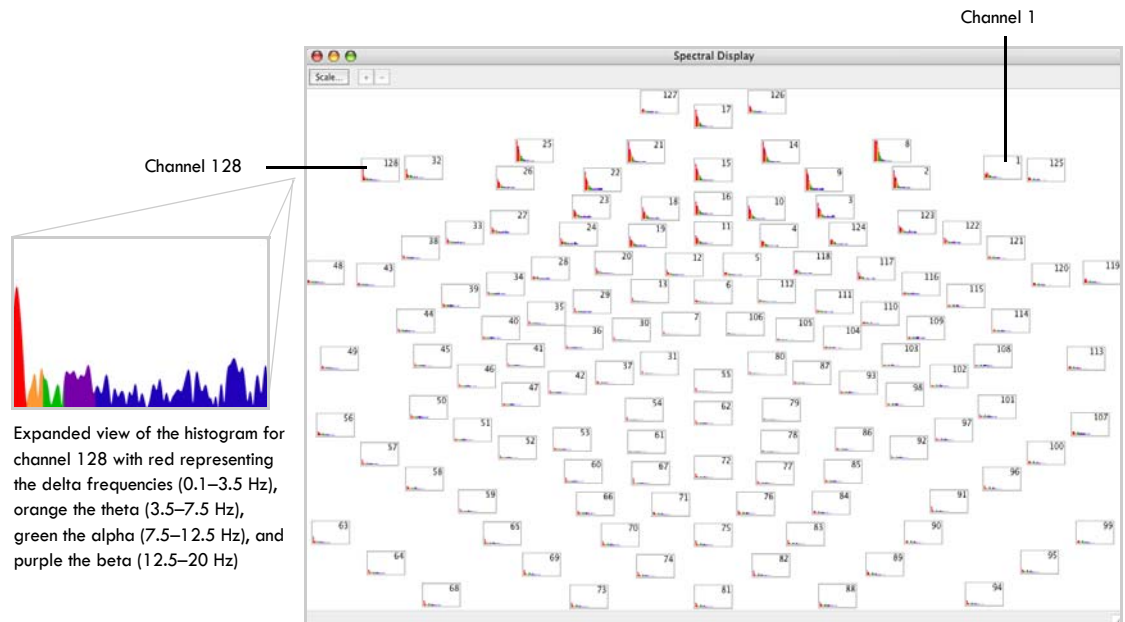 Channel 1
Spectral Display
Scale...
+ −
127 126
17
25 21 14 8
Channel 128
128 32 26 22 15 9 2 1 125
23 18 16 10 3
33 27 24 19 11 4 124 123 122
38 121
48 43 28 20 12 5 118 117 120 119
34 116
39 29 13 6 112 111 115
44 40 35 36 30 7 106 105 104 110 109 114
49 45 41 31 80 103 108 113
46 42 37 55 87 93 102
47 98
50 54 62 79 101
56 51 97 107
57 52 53 61 78 86 92 100
58 60 67 72 77 85 96
59 66 71 76 84 91
63 65 70 75 83 90 99
64 69 74 82 89 95
68 73 81 88 94
Expanded view of the histogram for
channel 128 with red representing
the delta frequencies (0.1–3.5 Hz),
orange the theta (3.5–7.5 Hz),
green the alpha (7.5–12.5 Hz), and
purple the beta (12.5–20 Hz)